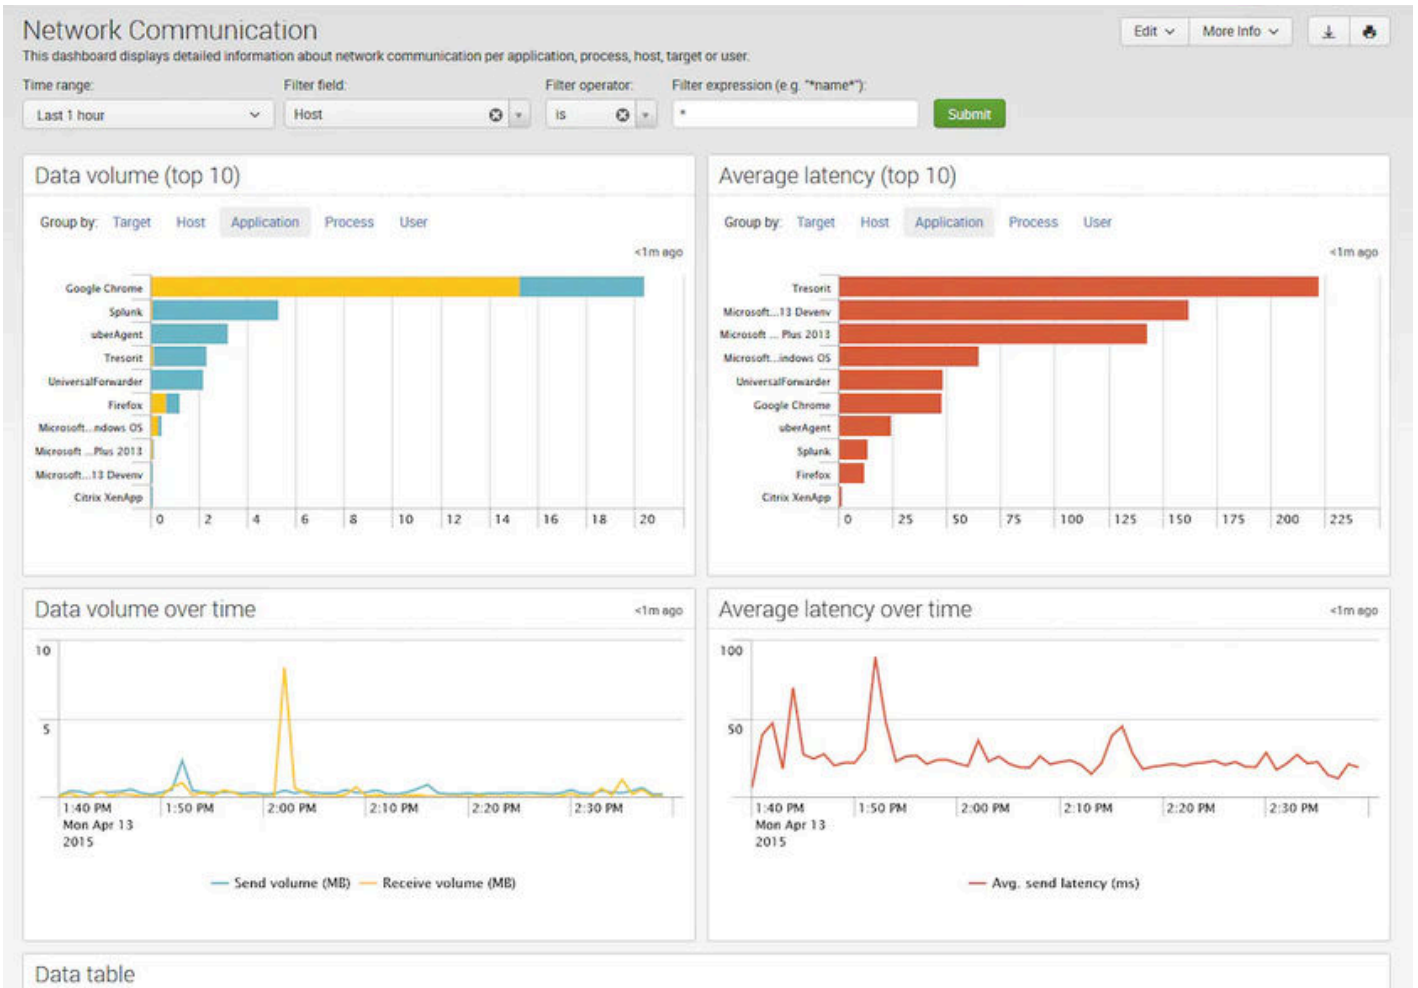 Network Communication
This dashboard displays detailed information about network communication per application, process, host, target or user.
Edit More Info
Time range: Filter field: Filter operator: Filter expression (e.g. "*name*"):
Last 1 hour Host is * Submit
Data volume (top 10)
Group by: Target Host Application Process User
<1m ago
Google Chrome
Splunk
uberAgent
Tresorit
UniversalForwarder
Firefox
Microsoft...ndows OS
Microsoft ...Plus 2013
Microsoft...13 Devenv
Citrix XenApp
0 2 4 6 8 10 12 14 16 18 20
Average latency (top 10)
Group by: Target Host Application Process User
<1m ago
Tresorit
Microsoft...13 Devenv
Microsoft ... Plus 2013
Microsoft...indows OS
UniversalForwarder
Google Chrome
uberAgent
Splunk
Firefox
Citrix XenApp
0 25 50 75 100 125 150 175 200 225
Data volume over time
<1m ago
10
5
1:40 PM 1:50 PM 2:00 PM 2:10 PM 2:20 PM 2:30 PM
Mon Apr 13
2015
Send volume (MB) Receive volume (MB)
Average latency over time
<1m ago
100
50
1:40 PM 1:50 PM 2:00 PM 2:10 PM 2:20 PM 2:30 PM
Mon Apr 13
2015
Avg. send latency (ms)
Data table